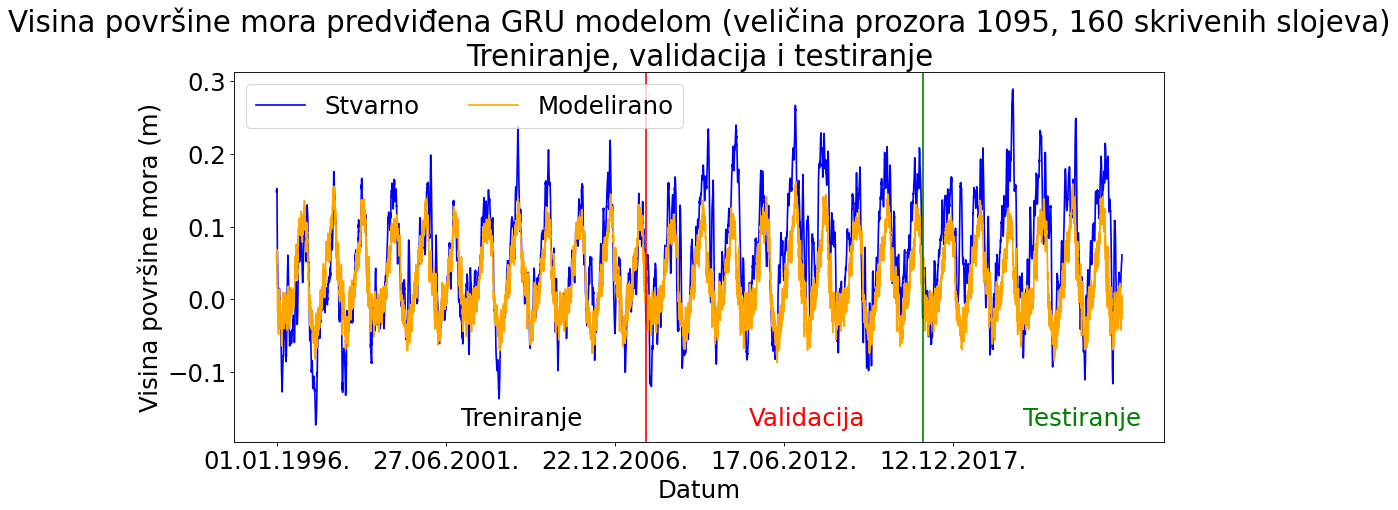 Visina površine mora predviđena GRU modelom (veličina prozora 1095, 160 skrivenih slojeva)
Treniranje, validacija i testiranje
Stvarno
Modelirano
Visina površine mora (m)
0.3
0.2
0.1
0.0
−0.1
Treniranje
Validacija
Testiranje
01.01.1996.
27.06.2001.
22.12.2006.
17.06.2012.
12.12.2017.
Datum